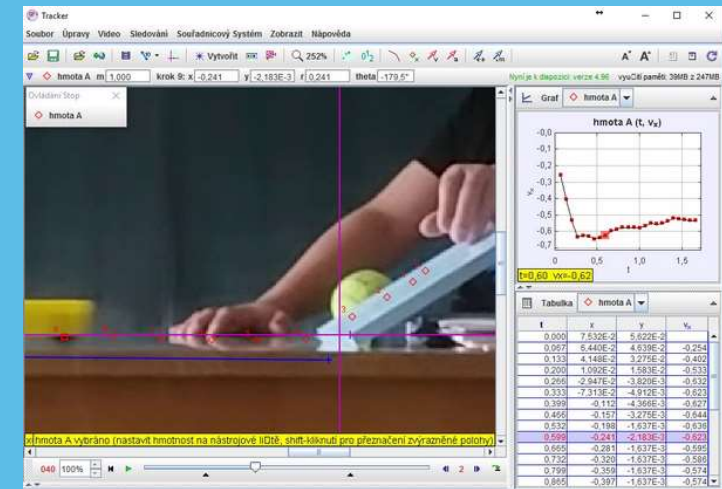 Tracker
Soubor Úpravy Video Sledování Souřadnicový Systém Zobrazit Nápověda
Vytvořit 252%
hmota A m 1,000 krok 9: x -0,241 y -2,183E-3 r 0,241 theta -179,5° Nyní je k dispozici verze 4.96 využití paměti: 39MB z 247MB
Ovládání Stop
hmota A
Graf hmota A
hmota A (t, vx)
-0,0
-0,1
-0,2
-0,3
-0,4
-0,5
-0,6
-0,7
vx
0 0,5 1,0 1,5
t
t=0,60 vx=-0,62
Tabulka hmota A
t x y vx
0,000 7,532E-2 5,622E-2
0,067 6,440E-2 4,639E-2 -0,254
0,133 4,148E-2 3,275E-2 -0,402
0,200 1,092E-2 1,583E-2 -0,533
0,266 -2,947E-2 -3,820E-3 -0,632
0,333 -7,313E-2 -4,912E-3 -0,623
0,399 -0,112 -4,366E-3 -0,627
0,466 -0,157 -3,275E-3 -0,644
0,532 -0,198 -1,637E-3 -0,636
0,599 -0,241 -2,183E-3 -0,623
0,665 -0,281 -1,637E-3 -0,595
0,732 -0,320 -1,637E-3 -0,586
0,799 -0,359 -1,637E-3 -0,574
0,865 -0,397 -1,637E-3 -0,574
hmota A vybráno (nastavit hmotnost na nástrojové li□tě, shift-kliknutí pro přeznačení zvýrazněné polohy)
040 100% 2